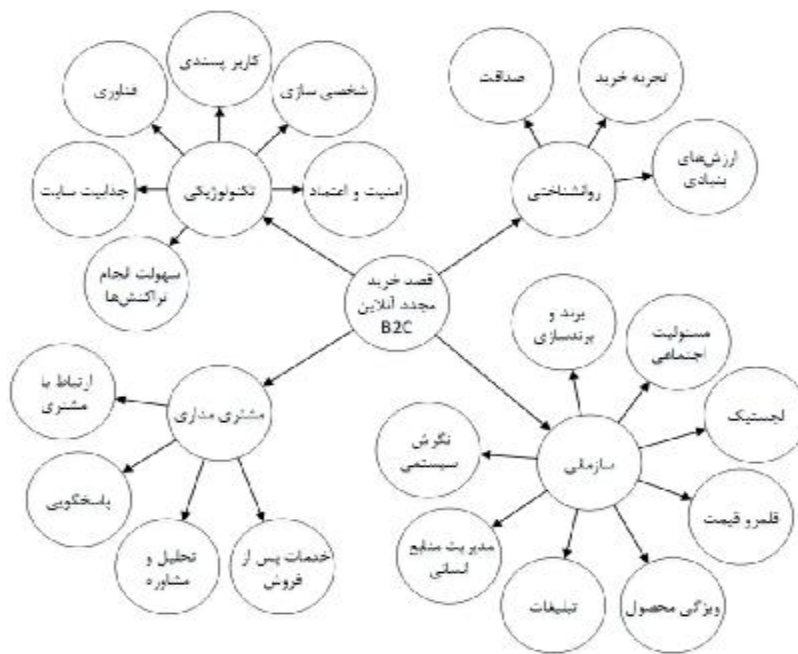 کاربر پسندی
فناوری
شخصی سازی
جذابیت سایت
تکنولوژیکی
امنیت و اعتماد
سهولت انجام
تراکنش‌ها
صداقت
تجربه خرید
ارزش‌های
بنیادی
روانشناختی
قصد خرید
مجدد آنلاین
B2C
ارتباط با
مشتری
مشتری مداری
پاسخگویی
تحلیل و
مشاوره
خدمات پس از
فروش
برند و
برندسازی
مسئولیت
اجتماعی
لجستیک
نگرش
سیستمی
سازمانی
قلمرو قیمت
مدیریت منابع
انسانی
تبلیغات
ویژگی محصول